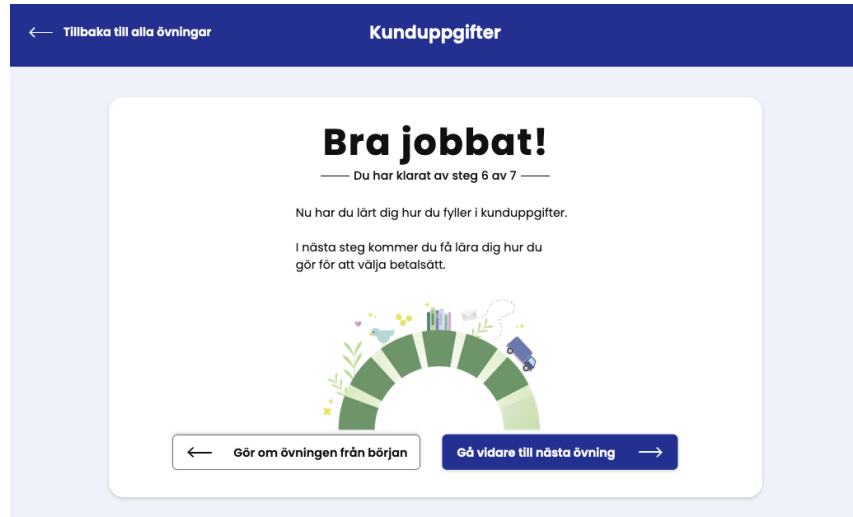 Tillbaka till alla övningar
Kunduppgifter
Bra jobbat!
Du har klarat av steg 6 av 7
Nu har du lärt dig hur du fyller i kunduppgifter.
I nästa steg kommer du få lära dig hur du
gör för att välja betalsätt.
Gör om övningen från början
Gå vidare till nästa övning